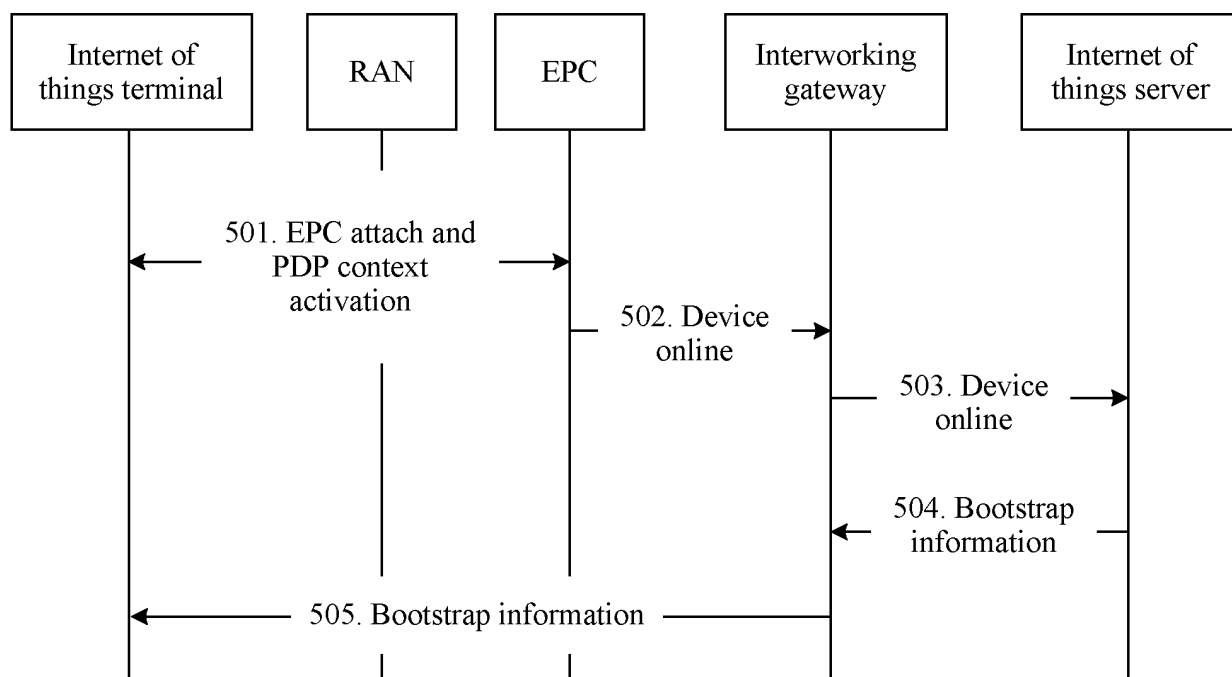 Internet of
things terminal
RAN
EPC
Interworking
gateway
Internet of
things server
501. EPC attach and
PDP context
activation
502. Device
online
503. Device
online
504. Bootstrap
information
505. Bootstrap information